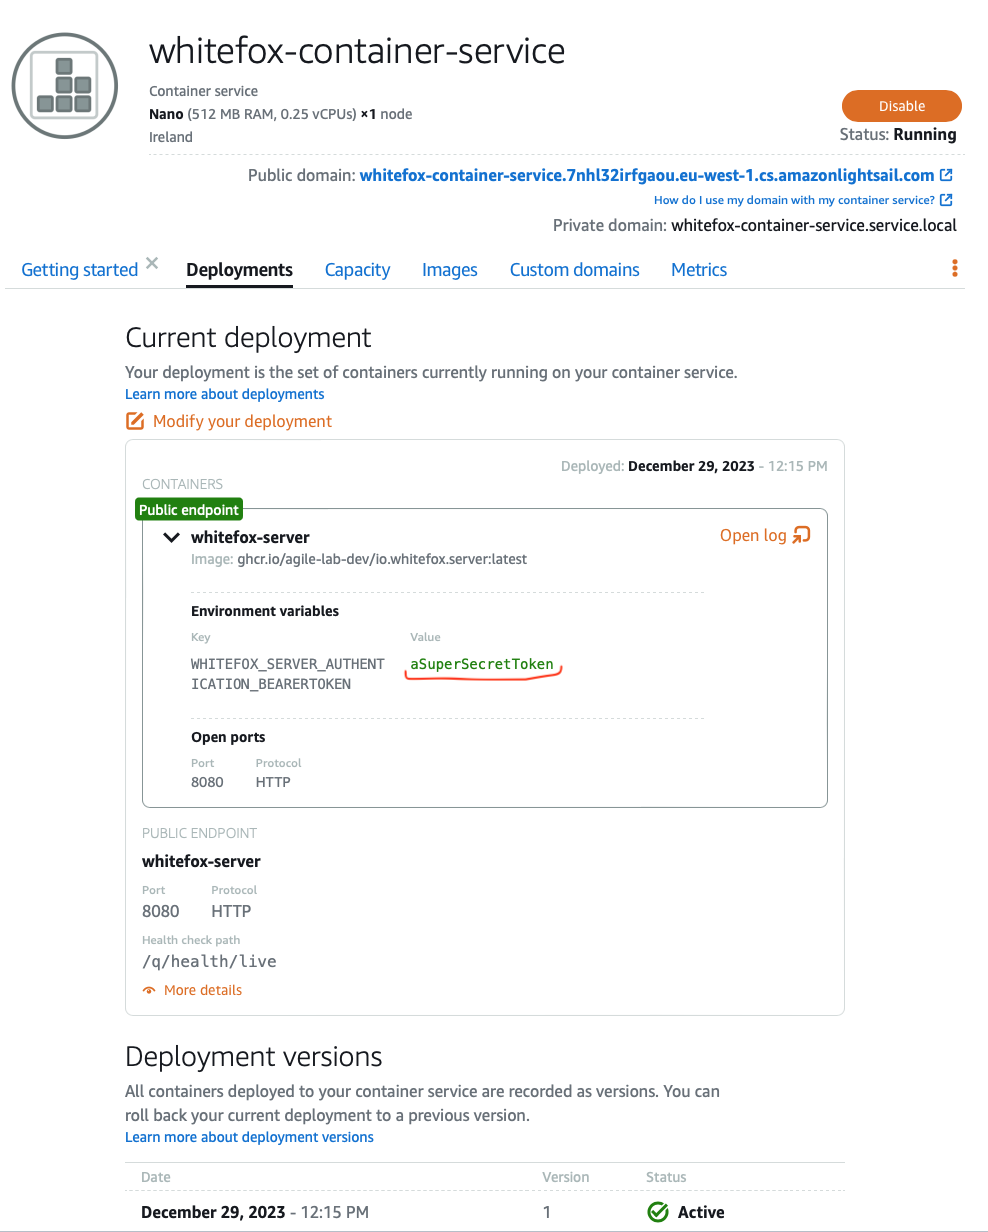 whitefox-container-service
Container service
Nano (512 MB RAM, 0.25 vCPUs) ×1 node
Ireland
Disable
Status: Running
Public domain: whitefox-container-service.7nhl32irfgaou.eu-west-1.cs.amazonlightsail.com
How do I use my domain with my container service?
Private domain: whitefox-container-service.service.local
Getting started Deployments Capacity Images Custom domains Metrics
Current deployment
Your deployment is the set of containers currently running on your container service.
Learn more about deployments
Modify your deployment
Deployed: December 29, 2023 - 12:15 PM
CONTAINERS
Public endpoint
whitefox-server
Open log
Image: ghcr.io/agile-lab-dev/io.whitefox.server:latest
Environment variables
Key Value
WHITEFOX_SERVER_AUTHENT aSuperSecretToken
ICATION_BEARERTOKEN
Open ports
Port Protocol
8080 HTTP
PUBLIC ENDPOINT
whitefox-server
Port Protocol
8080 HTTP
Health check path
/q/health/live
More details
Deployment versions
All containers deployed to your container service are recorded as versions. You can
roll back your current deployment to a previous version.
Learn more about deployment versions
Date Version Status
December 29, 2023 - 12:15 PM 1 Active